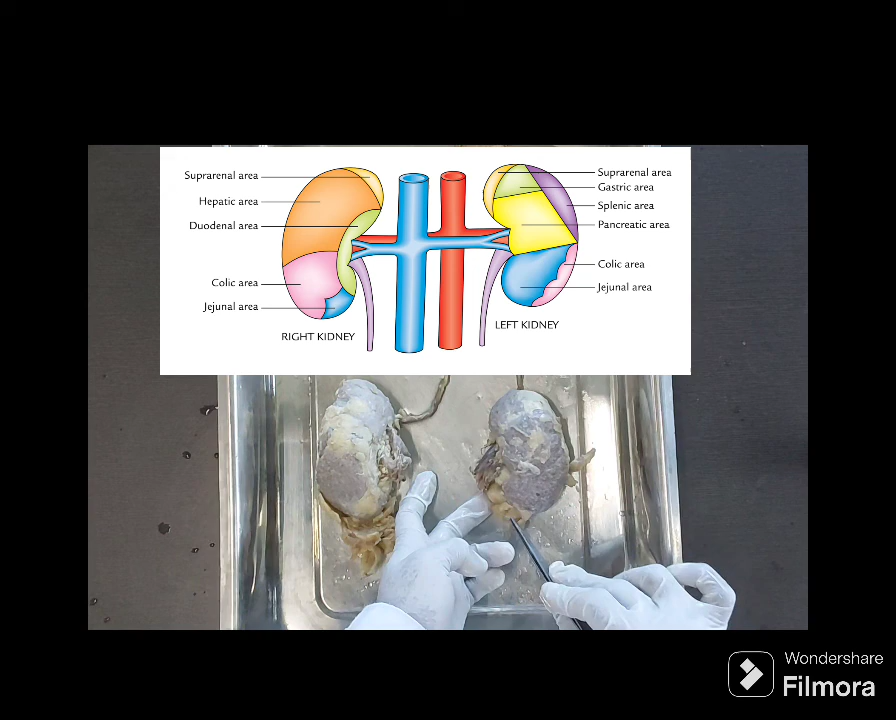 Suprarenal area
Hepatic area
Duodenal area
Colic area
Jejunal area
RIGHT KIDNEY
Suprarenal area
Gastric area
Splenic area
Pancreatic area
Colic area
Jejunal area
LEFT KIDNEY
Wondershare
Filmora